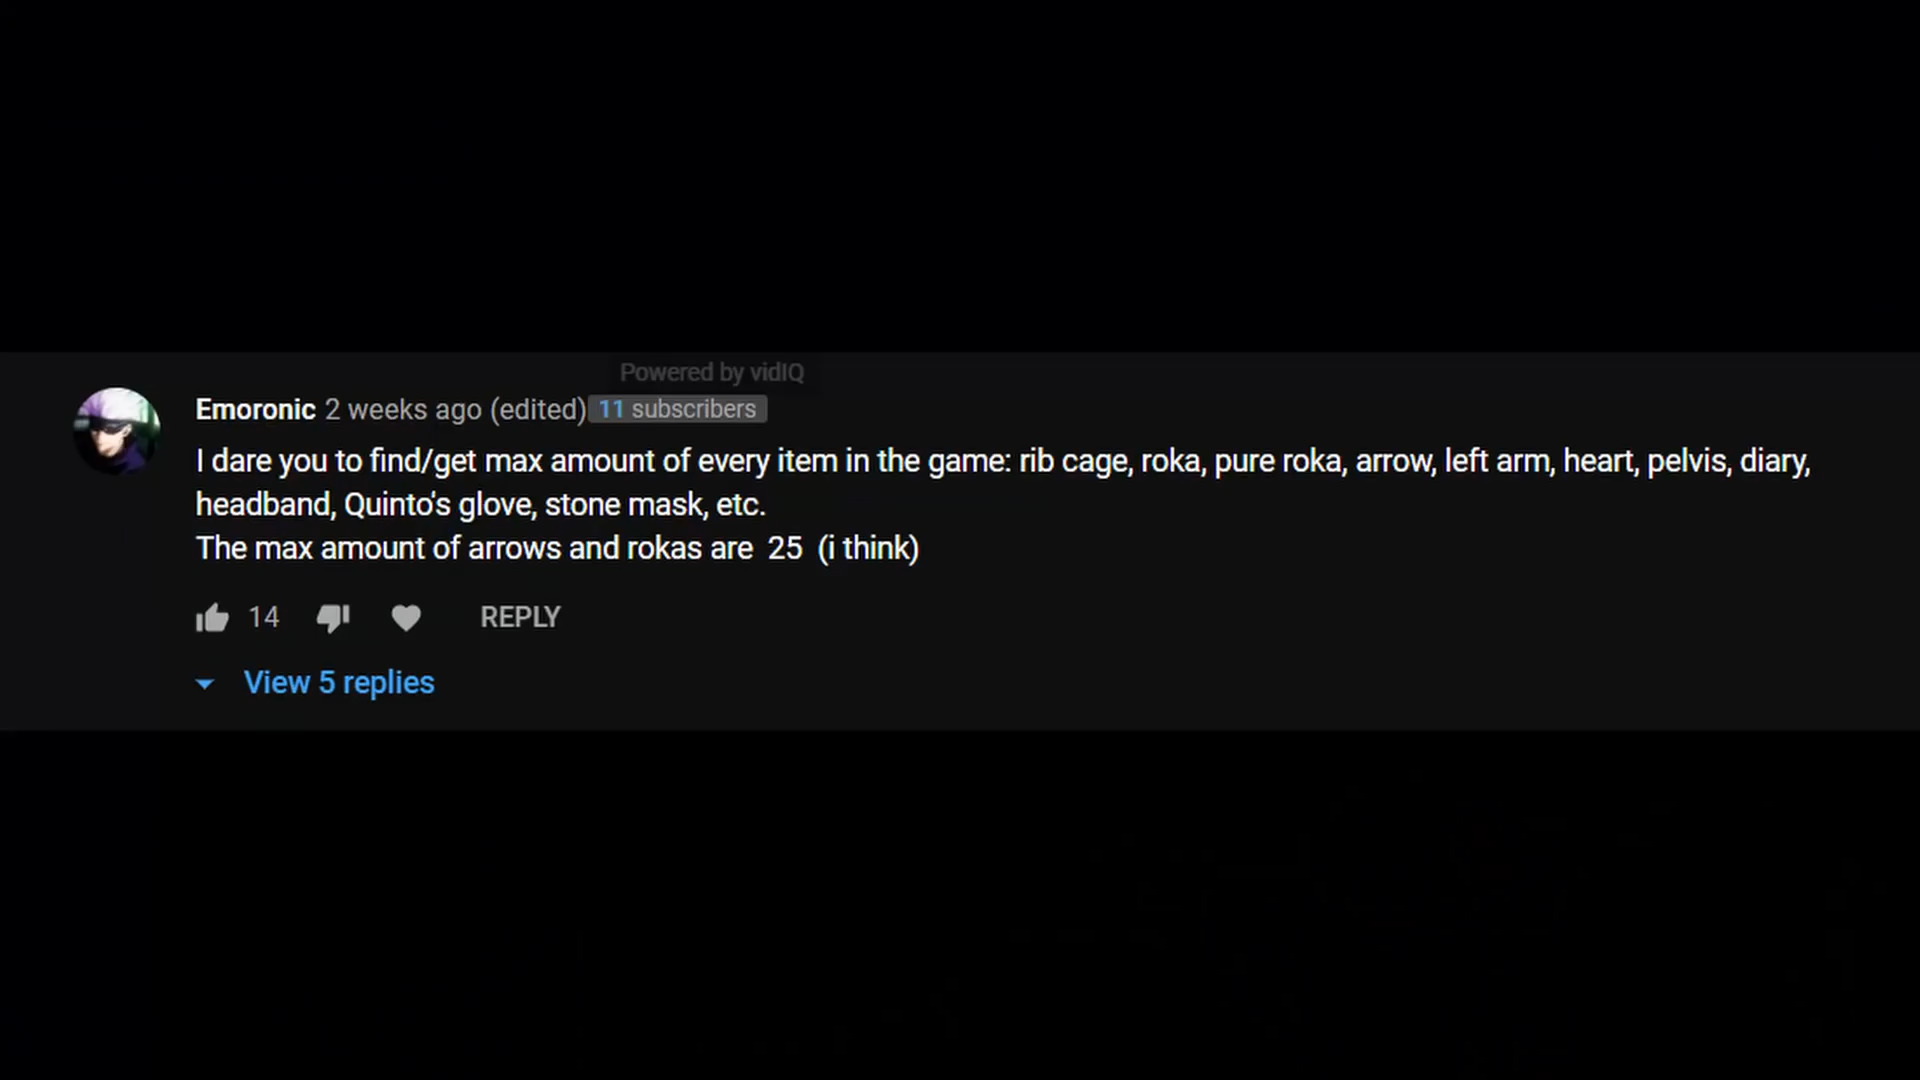 Powered by vidIQ
Emoronic 2 weeks ago (edited) 11 subscribers
I dare you to find/get max amount of every item in the game: rib cage, roka, pure roka, arrow, left arm, heart, pelvis, diary,
headband, Quinto's glove, stone mask, etc.
The max amount of arrows and rokas are  25  (i think)
14 REPLY
View 5 replies